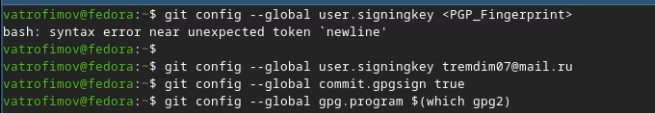 vatrofimov@fedora:~$ git config --global user.signingkey <PGP_Fingerprint>
bash: syntax error near unexpected token `newline'
vatrofimov@fedora:~$
vatrofimov@fedora:~$ git config --global user.signingkey tremdim07@mail.ru
vatrofimov@fedora:~$ git config --global commit.gpgsign true
vatrofimov@fedora:~$ git config --global gpg.program $(which gpg2)